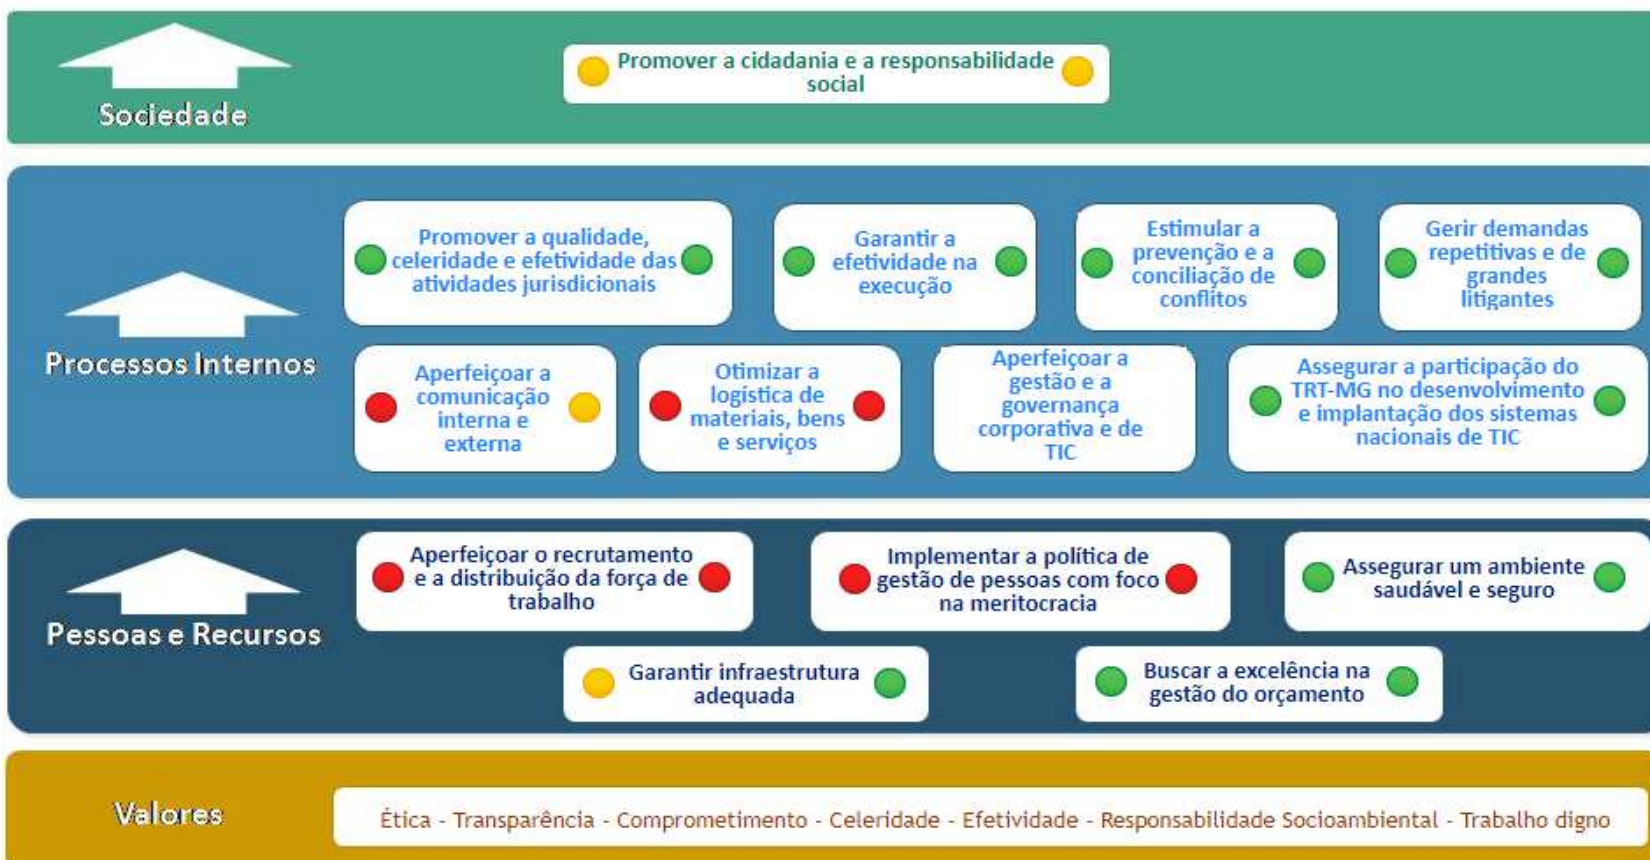 Sociedade
Promover a cidadania e a responsabilidade
social
Processos Internos
Promover a qualidade,
celeridade e efetividade das
atividades jurisdicionais
Garantir a
efetividade na
execução
Estimular a
prevenção e a
conciliação de
conflitos
Gerir demandas
repetitivas e de
grandes
litigantes
Aperfeiçoar a
comunicação
interna e
externa
Otimizar a
logística de
materiais, bens
e serviços
Aperfeiçoar a
gestão e a
governança
corporativa e de
TIC
Assegurar a participação do
TRT-MG no desenvolvimento
e implantação dos sistemas
nacionais de TIC
Pessoas e Recursos
Aperfeiçoar o recrutamento
e a distribuição da força de
trabalho
Implementar a política de
gestão de pessoas com foco
na meritocracia
Assegurar um ambiente
saudável e seguro
Garantir infraestrutura
adequada
Buscar a excelência na
gestão do orçamento
Valores
Ética - Transparência - Comprometimento - Celeridade - Efetividade - Responsabilidade Socioambiental - Trabalho digno